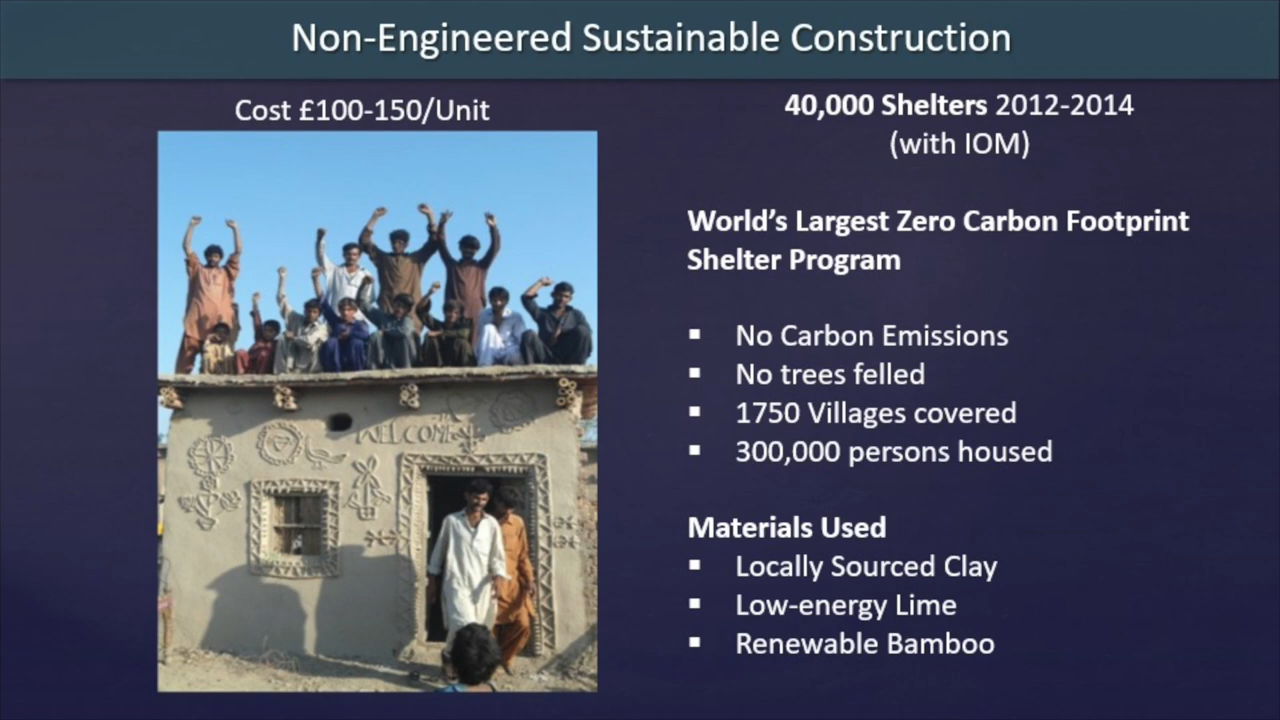 Non-Engineered Sustainable Construction
Cost £100-150/Unit
WELCOME
40,000 Shelters 2012-2014
(with IOM)
World’s Largest Zero Carbon Footprint
Shelter Program
▪ No Carbon Emissions
▪ No trees felled
▪ 1750 Villages covered
▪ 300,000 persons housed
Materials Used
▪ Locally Sourced Clay
▪ Low-energy Lime
▪ Renewable Bamboo